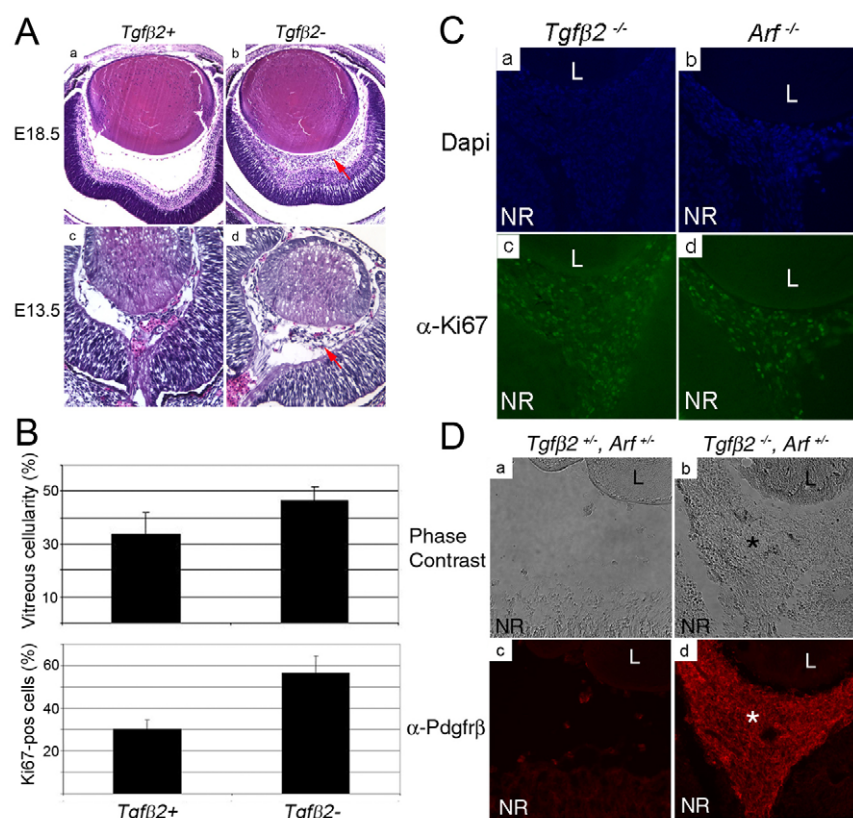 A
Tgfβ2+
Tgfβ2-
a
b
E18.5
c
d
E13.5
B
Vitreous cellularity (%)
50
30
10
Ki67-pos cells (%)
60
40
20
Tgfβ2+
Tgfβ2-
C
Tgfβ2 -/-
Arf -/-
a
L
b
L
Dapi
NR
NR
c
L
d
L
α-Ki67
NR
NR
D
Tgfβ2 +/-, Arf +/-
Tgfβ2 -/-, Arf +/-
a
L
b
L
Phase
Contrast
*
NR
NR
c
L
d
L
α-Pdgfrβ
*
NR
NR